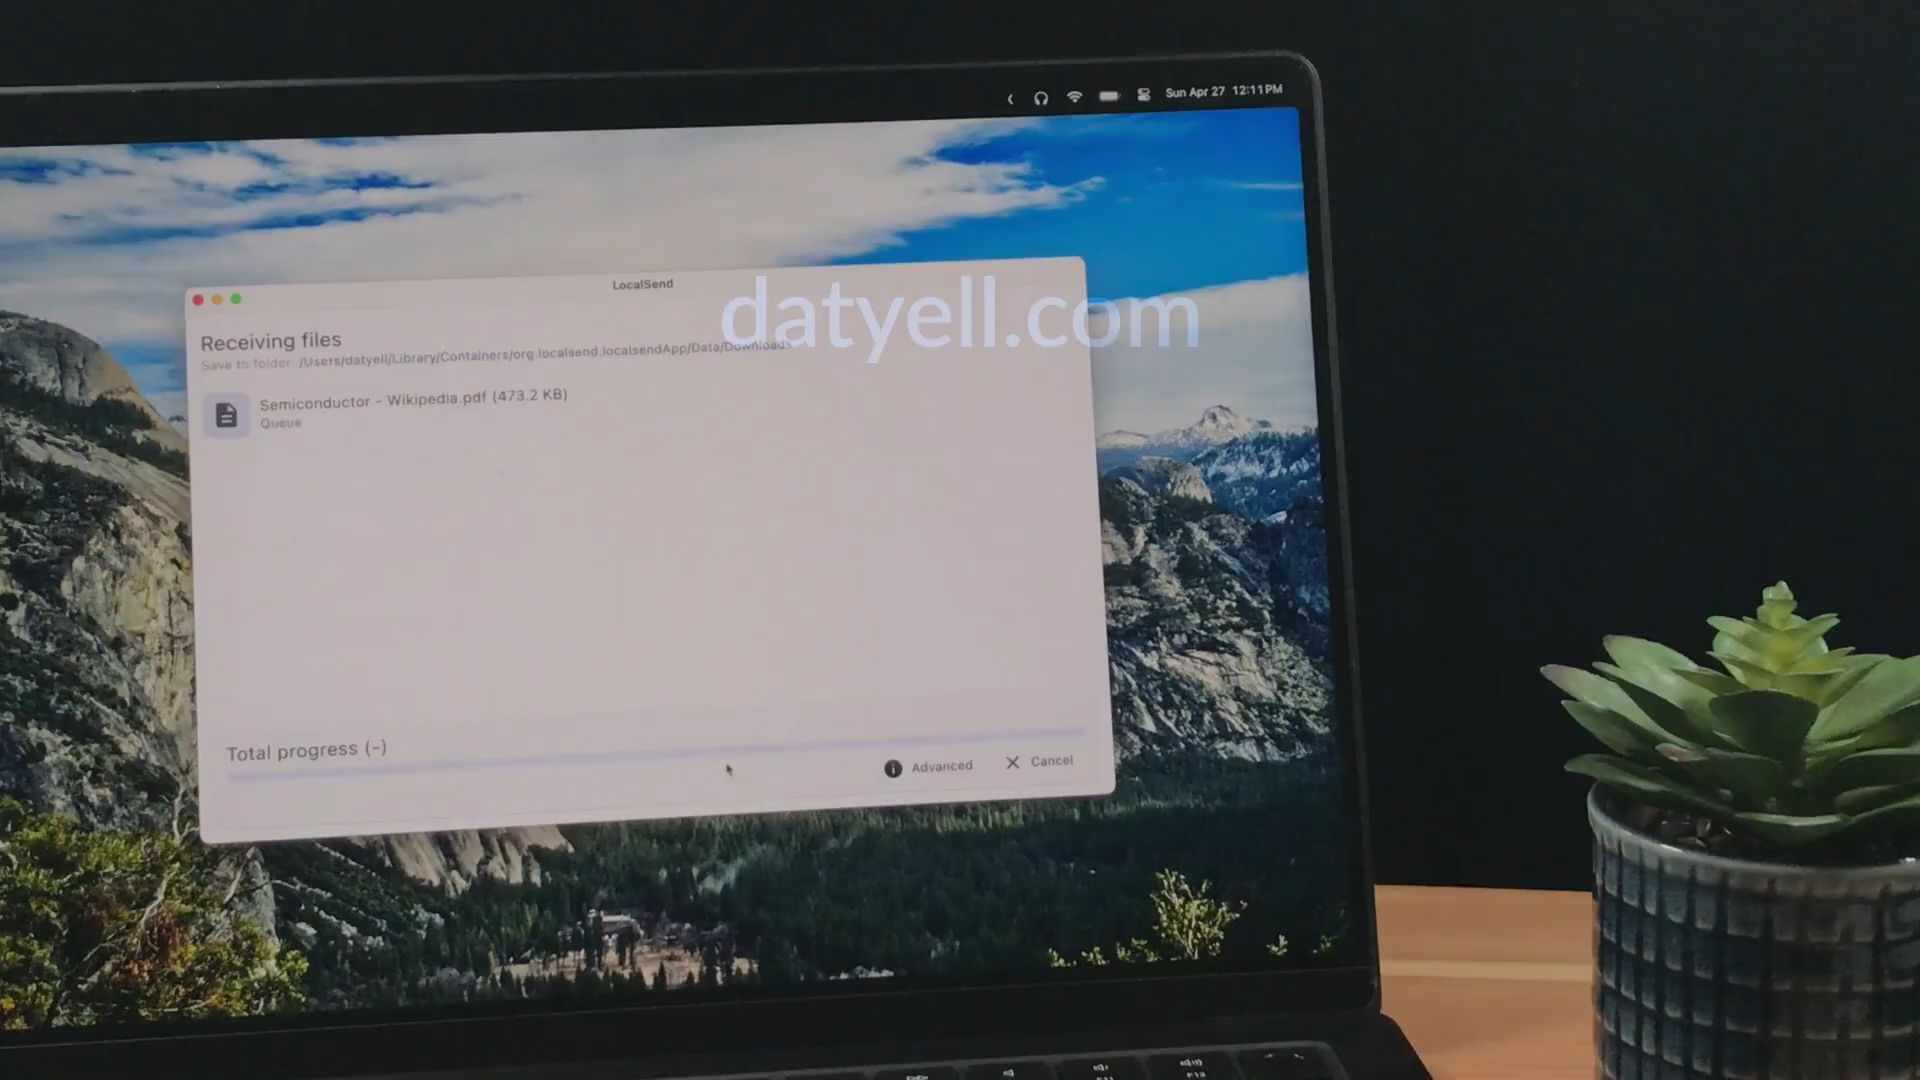 Sun Apr 27 12:11 PM
LocalSend
datyell.com
Receiving files
Save to folder: /Users/datyell/Library/Containers/org.localsend.localsendApp/Data/Downloads
Semiconductor - Wikipedia.pdf (473.2 KB)
Queue
Total progress (-)
Advanced
Cancel
F12